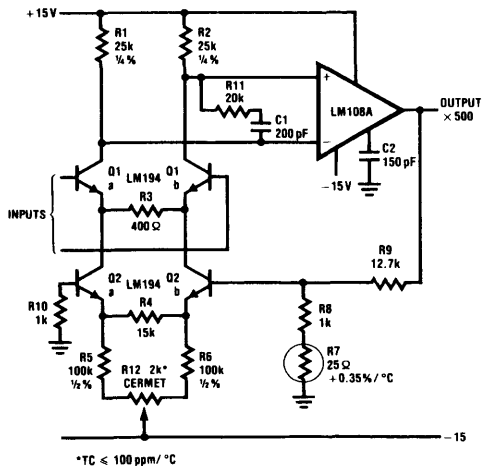 +15V
R1
25k
¼%
R2
25k
¼%
R11
20k
C1
200 pF
+
−
LM108A
OUTPUT
×500
C2
150 pF
−15V
Q1
a
LM194
Q1
b
R3
400Ω
INPUTS
R9
12.7k
Q2
a
LM194
Q2
b
R10
1k
R4
15k
R8
1k
R7
25Ω
+0.35%/°C
R5
100k
½%
R12 2k*
CERMET
R6
100k
½%
−15
*TC ⩽ 100 ppm/°C